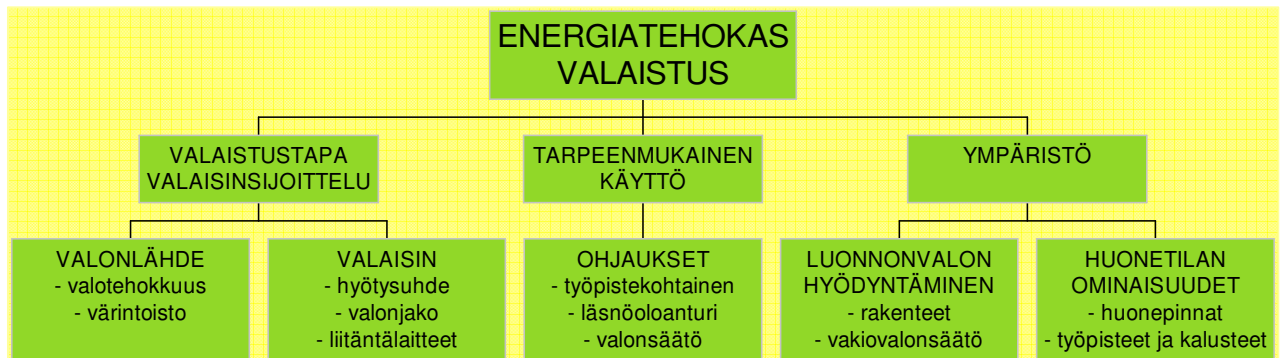 ENERGIATEHOKAS
VALAISTUS
VALAISTUSTAPA
VALAISINSIJOITTELU
TARPEENMUKAINEN
KÄYTTÖ
YMPÄRISTÖ
VALONLÄHDE
- valotehokkuus
- värintoisto
VALAISIN
- hyötysuhde
- valonjako
- liitäntälaitteet
OHJAUKSET
- työpistekohtainen
- läsnöoloanturi
- valonsäätö
LUONNONVALON
HYÖDYNTÄMINEN
- rakenteet
- vakiovalonsäätö
HUONETILAN
OMINAISUUDET
- huonepinnat
- työpisteet ja kalusteet